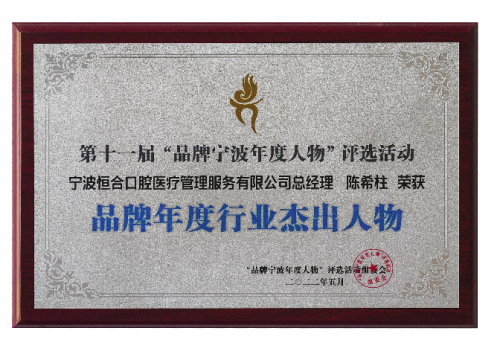 第十一届“品牌宁波年度人物”评选活动
宁波恒合口腔医疗管理服务有限公司总经理 陈希柱 荣获
品牌年度行业杰出人物
“品牌宁波年度人物”评选活动组委会
二〇二二年五月